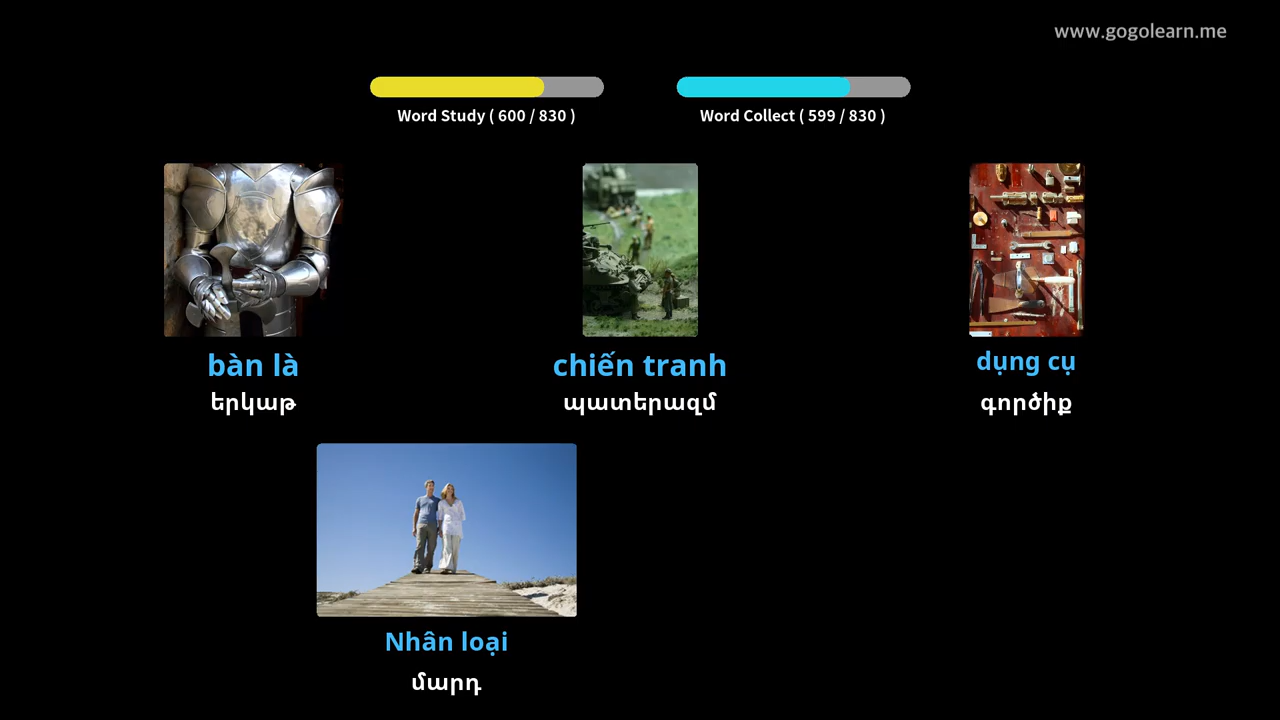 www.gogolearn.me
Word Study ( 600 / 830 )
Word Collect ( 599 / 830 )
bàn là
երկաթ
chiến tranh
պատերազմ
dụng cụ
գործիք
Nhân loại
մարդ